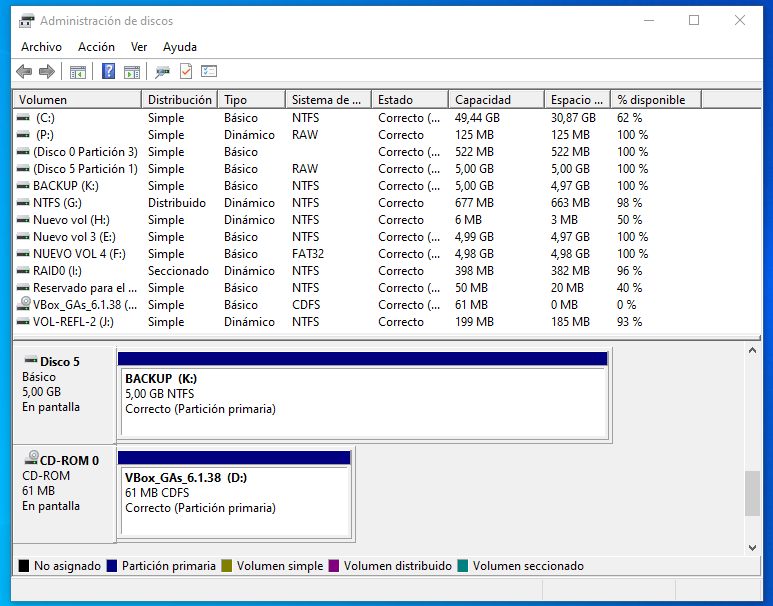 Administración de discos
Archivo Acción Ver Ayuda
Volumen Distribución Tipo Sistema de ... Estado Capacidad Espacio ... % disponible
(C:) Simple Básico NTFS Correcto (... 49,44 GB 30,87 GB 62 %
(P:) Simple Dinámico RAW Correcto (... 125 MB 125 MB 100 %
(Disco 0 Partición 3) Simple Básico Correcto (... 522 MB 522 MB 100 %
(Disco 5 Partición 1) Simple Básico RAW Correcto (... 5,00 GB 5,00 GB 100 %
BACKUP (K:) Simple Básico NTFS Correcto (... 5,00 GB 4,97 GB 100 %
NTFS (G:) Distribuido Dinámico NTFS Correcto 677 MB 663 MB 98 %
Nuevo vol (H:) Simple Dinámico NTFS Correcto 6 MB 3 MB 50 %
Nuevo vol 3 (E:) Simple Básico NTFS Correcto (... 4,99 GB 4,97 GB 100 %
NUEVO VOL 4 (F:) Simple Básico FAT32 Correcto (... 4,98 GB 4,98 GB 100 %
RAID0 (I:) Seccionado Dinámico NTFS Correcto 398 MB 382 MB 96 %
Reservado para el ... Simple Básico NTFS Correcto (... 50 MB 20 MB 40 %
VBox_GAs_6.1.38 (... Simple Básico CDFS Correcto (... 61 MB 0 MB 0 %
VOL-REFL-2 (J:) Simple Dinámico NTFS Correcto 199 MB 185 MB 93 %
Disco 5
Básico
5,00 GB
En pantalla
BACKUP (K:)
5,00 GB NTFS
Correcto (Partición primaria)
CD-ROM 0
CD-ROM
61 MB
En pantalla
VBox_GAs_6.1.38 (D:)
61 MB CDFS
Correcto (Partición primaria)
No asignado Partición primaria Volumen simple Volumen distribuido Volumen seccionado